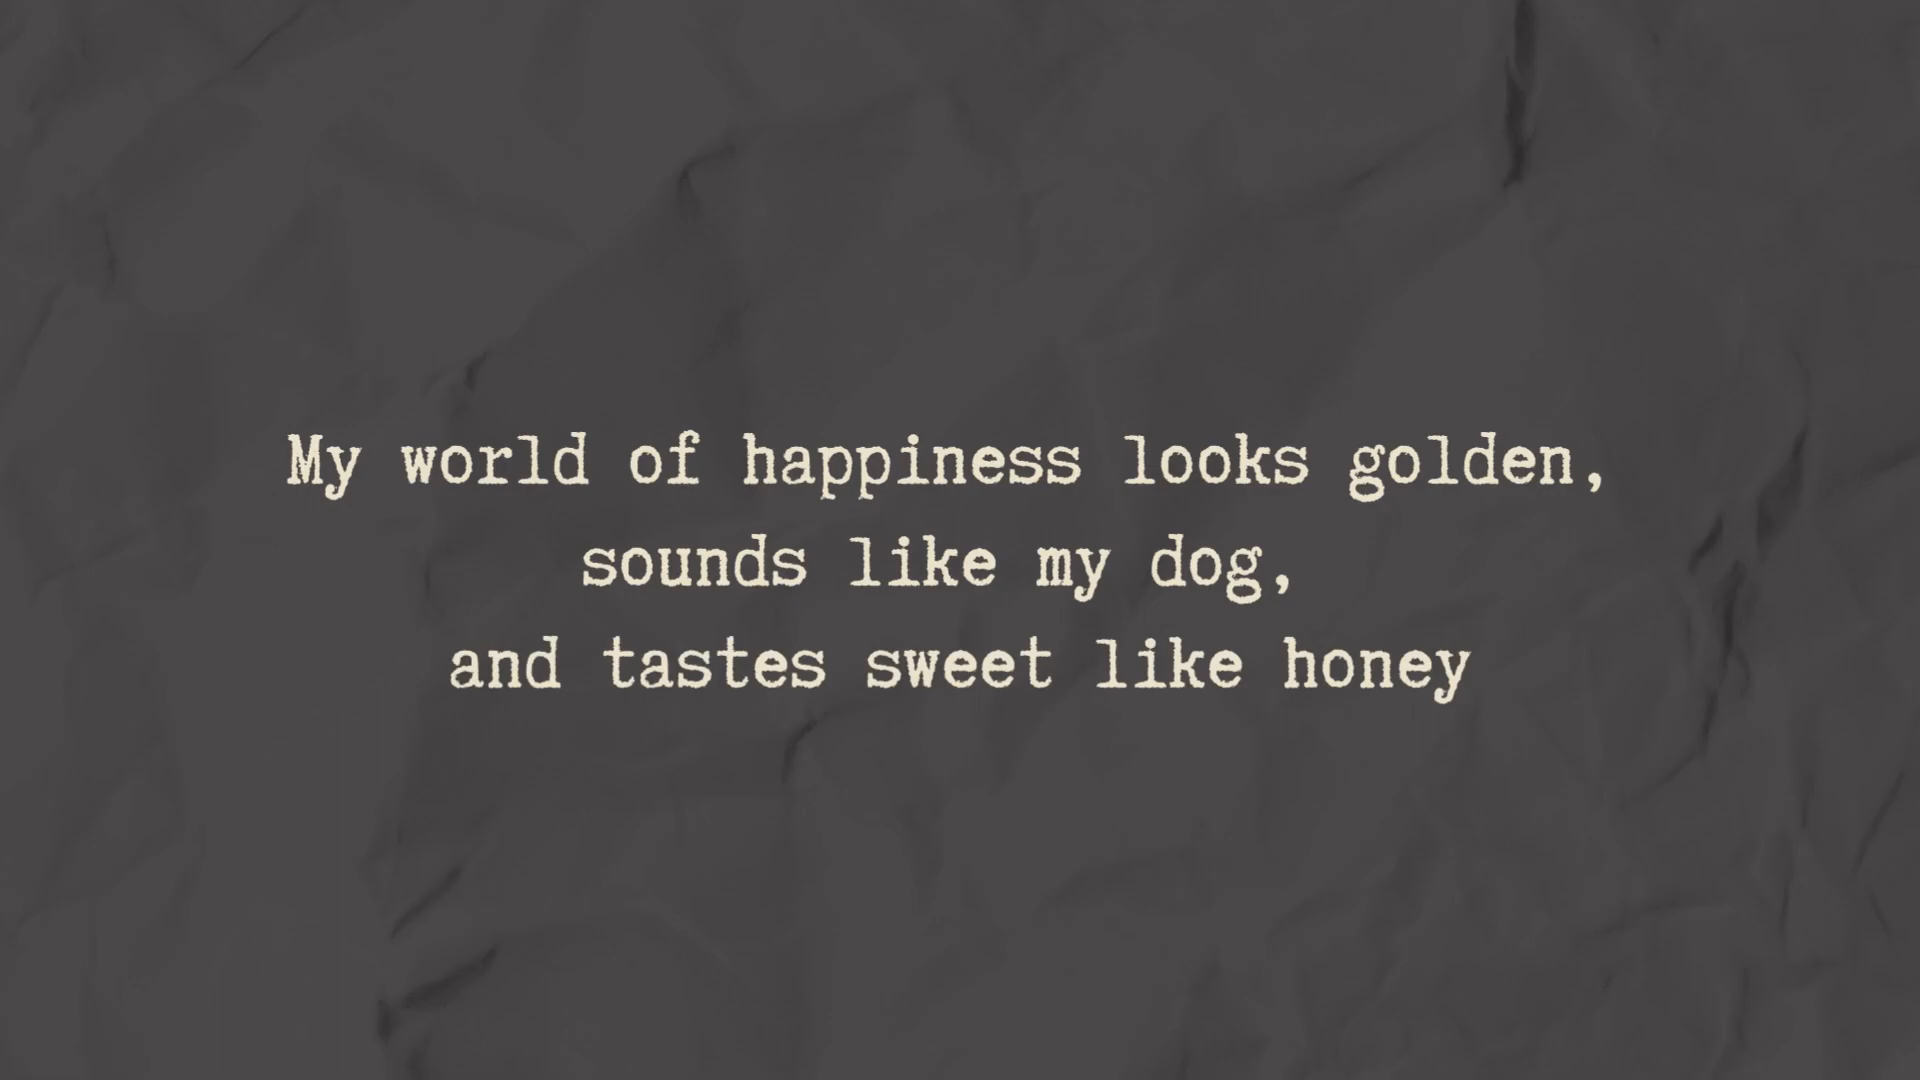 My world of happiness looks golden,
sounds like my dog,
and tastes sweet like honey